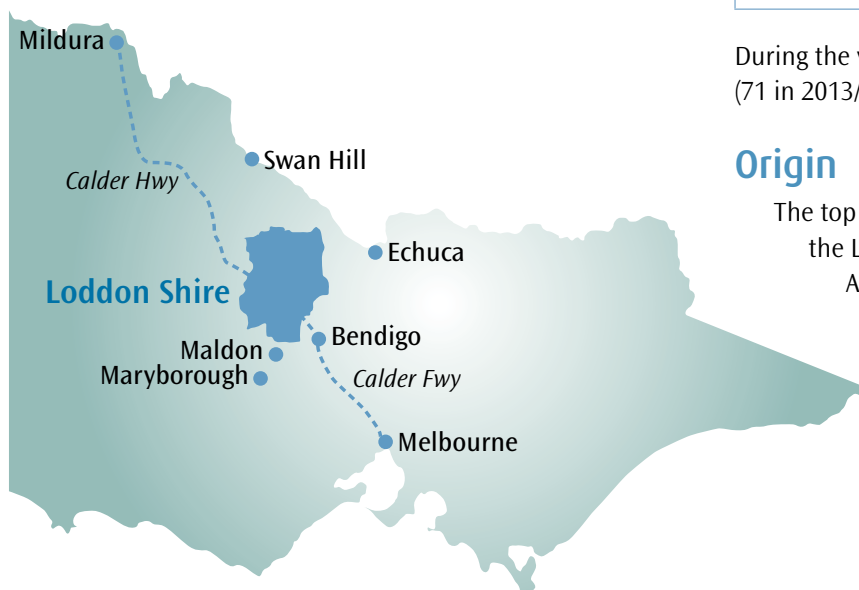 Mildura
Calder Hwy
Swan Hill
Echuca
Loddon Shire
Bendigo
Maldon
Maryborough
Calder Fwy
Melbourne
During the
(71 in 2013/
Origin
The top
the L
A